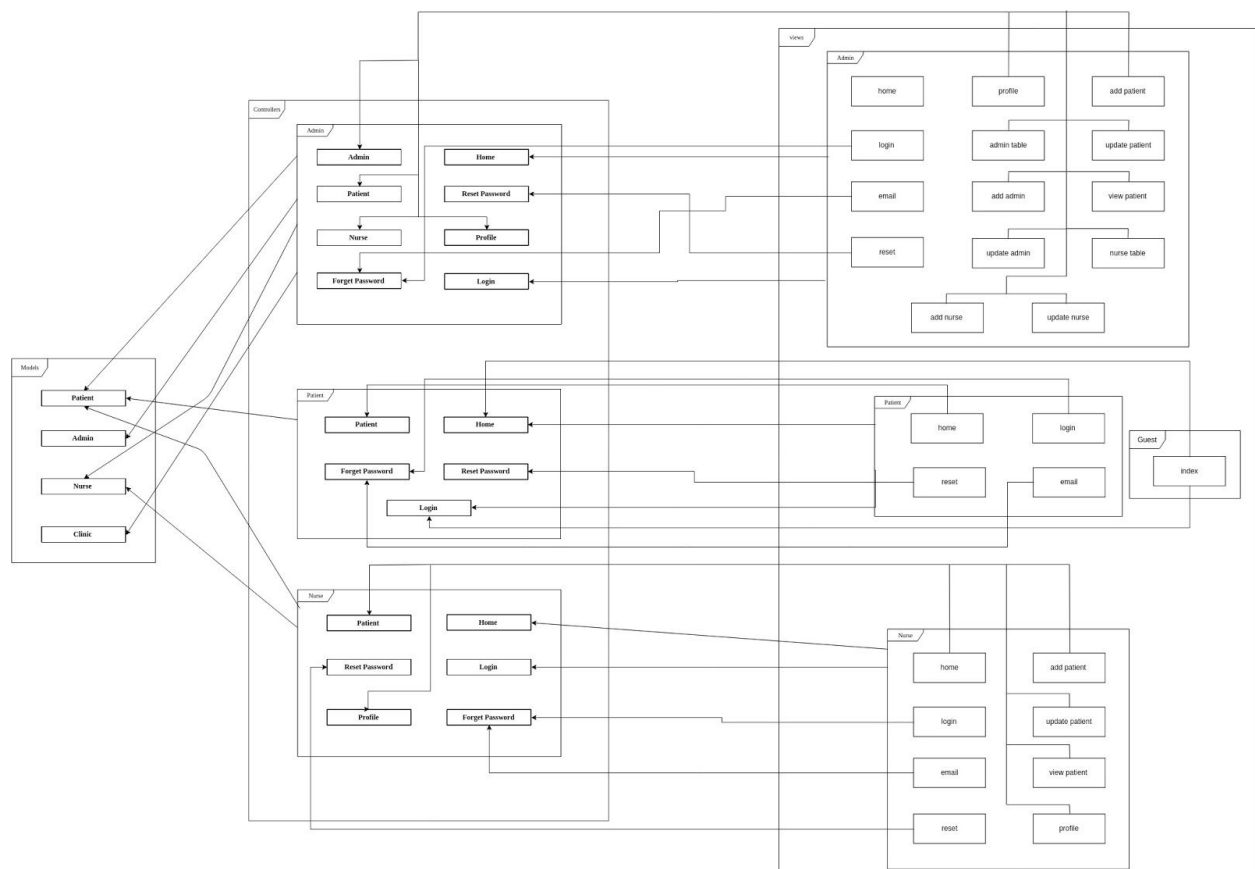 views
Admin
home
profile
add patient
login
admin table
update patient
email
add admin
view patient
reset
update admin
nurse table
add nurse
update nurse
Controllers
Admin
Admin
Home
Patient
Reset Password
Nurse
Profile
Forget Password
Login
Models
Patient
Admin
Nurse
Clinic
Patient
Patient
Home
Forget Password
Reset Password
Login
Patient
home
login
reset
email
Guest
index
Nurse
Patient
Home
Reset Password
Login
Profile
Forget Password
Nurse
home
add patient
login
update patient
email
view patient
reset
profile